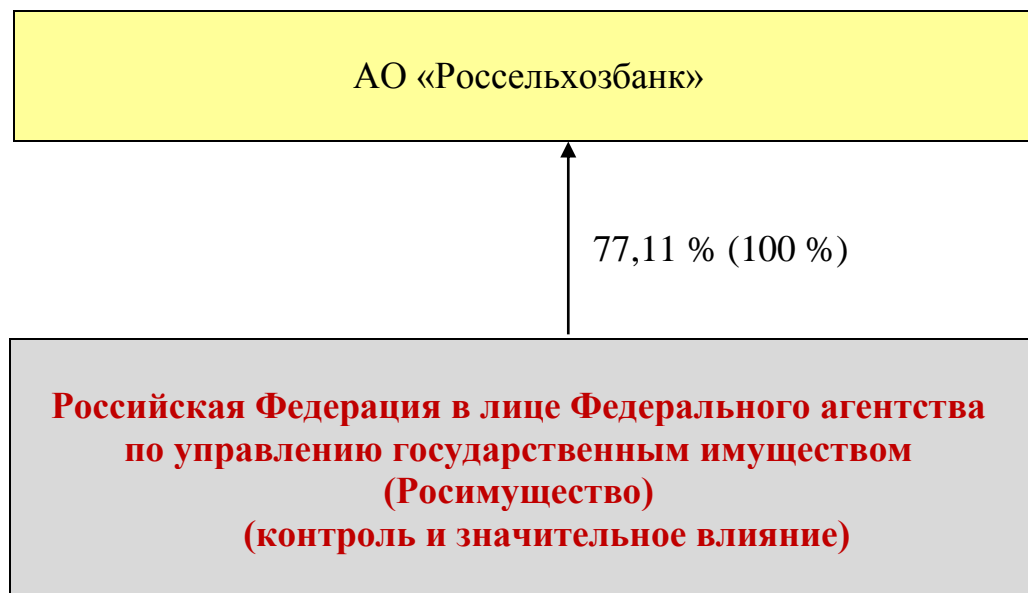 АО «Россельхозбанк»
77,11 % (100 %)
Российская Федерация в лице Федерального агентства
по управлению государственным имуществом
(Росимущество)
(контроль и значительное влияние)